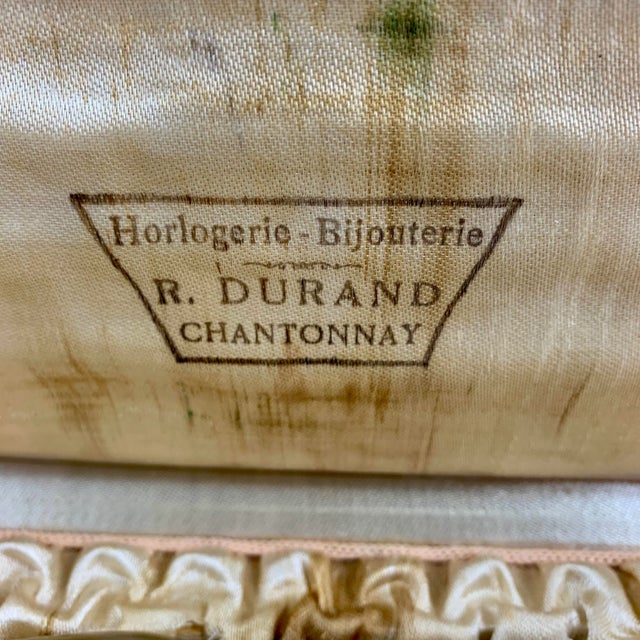 Horlogerie - Bijouterie
R. DURAND
CHANTONNAY